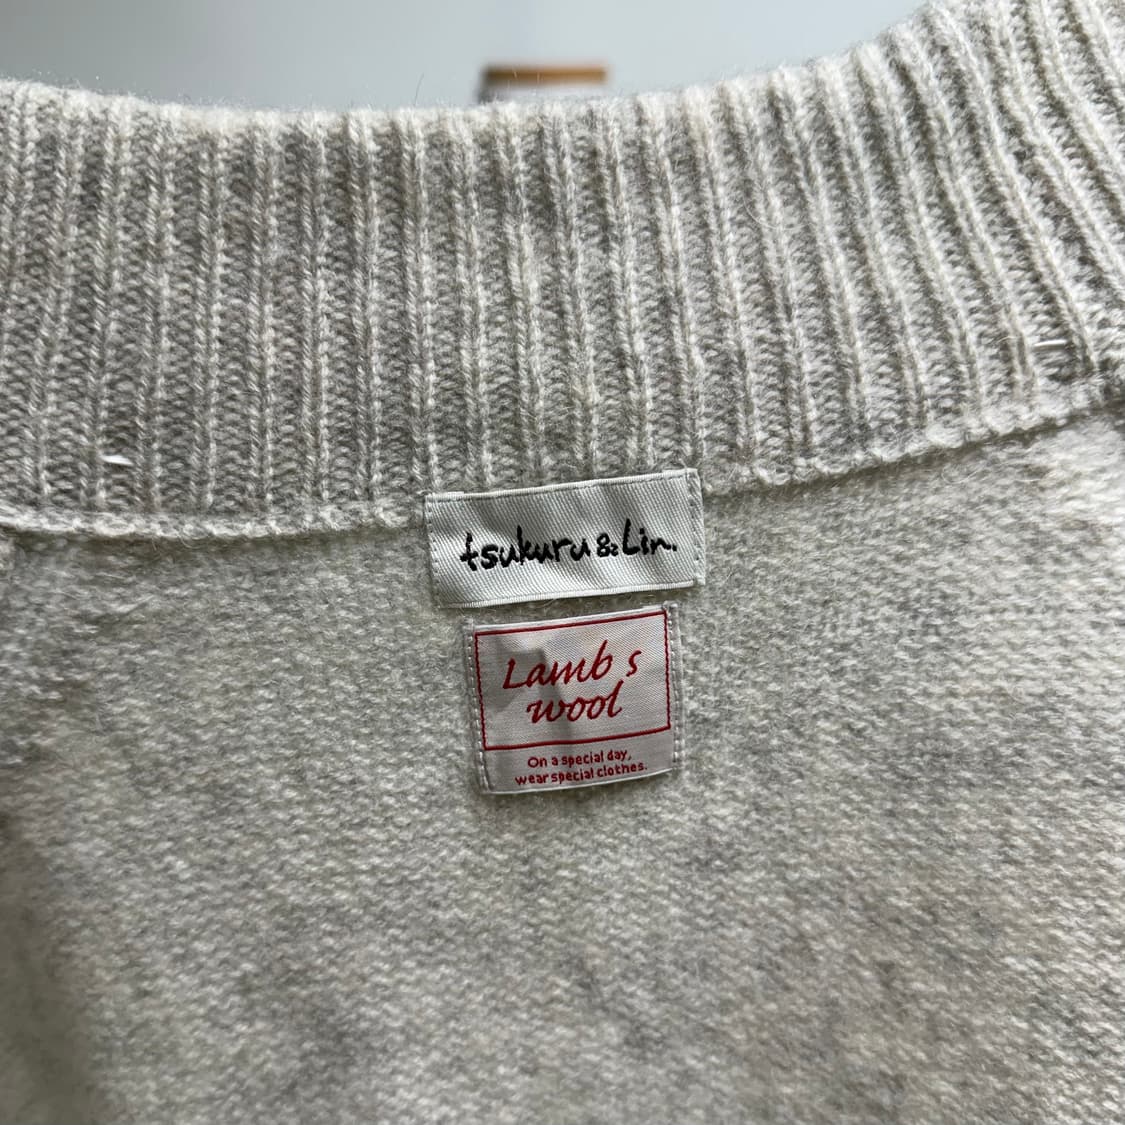 tsukuru & Lin.
Lamb s
wool
On a special day,
wear special clothes.